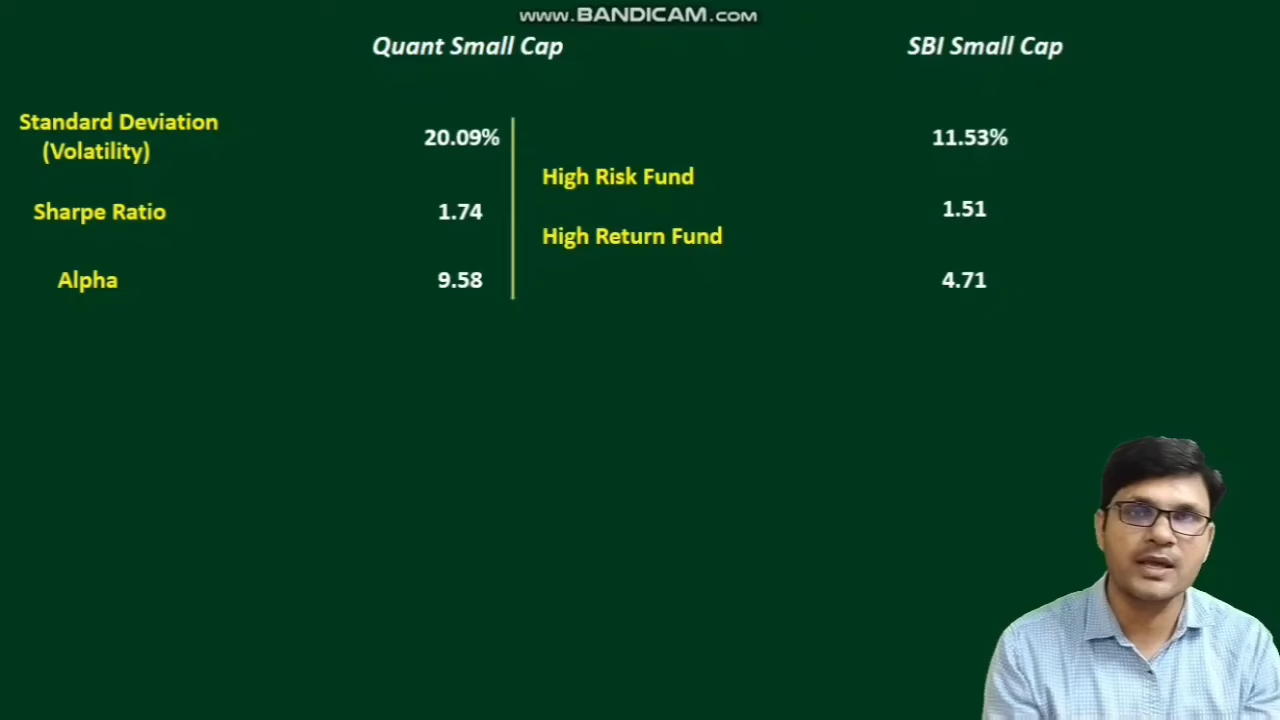 www.BANDICAM.com
Quant Small Cap
SBI Small Cap
Standard Deviation
(Volatility)
20.09%
11.53%
High Risk Fund
Sharpe Ratio
1.74
1.51
High Return Fund
Alpha
9.58
4.71